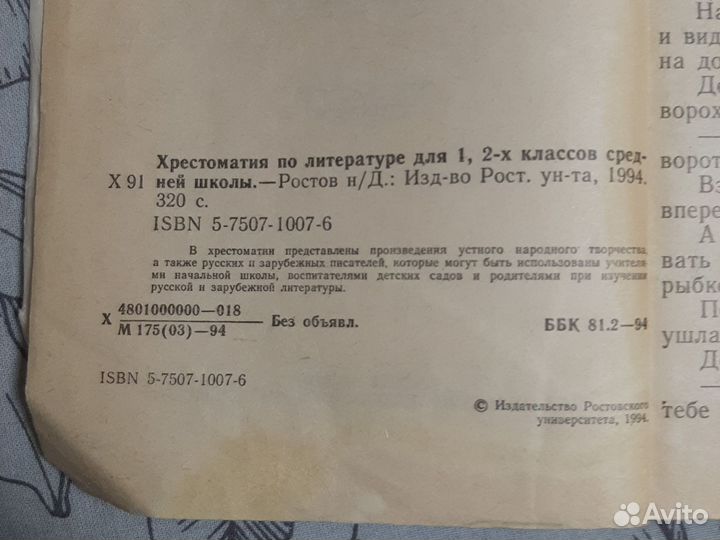 Хрестоматия по литературе для 1, 2-х классов сред-
Х 91 ней школы.—Ростов н/Д.: Изд-во Рост. ун-та, 1994.
320 с.
ISBN 5-7507-1007-6
В хрестоматии представлены произведения устного народного творчества,
а также русских и зарубежных писателей, которые могут быть использованы учителя-
ми начальной школы, воспитателями детских садов и родителями при изучении
русской и зарубежной литературы.
Х 4801000000—018
М 175(03)—94 — Без объявл.
ББК 81.2—94
ISBN 5-7507-1007-6
© Издательство Ростовского
университета, 1994.
На
и вид
на до
До
ворох
—
ворот
Вз
впере
А
вать
рыбко
По
ушла
Д
—
тебе
Avito